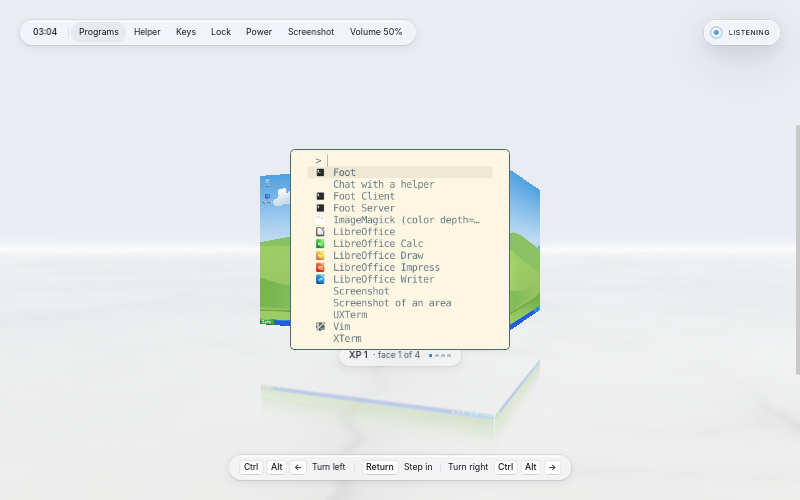 03:04 Programs Helper Keys Lock Power Screenshot Volume 50%
LISTENING
>
Foot
Chat with a helper
Foot Client
Foot Server
ImageMagick (color depth=…
LibreOffice
LibreOffice Calc
LibreOffice Draw
LibreOffice Impress
LibreOffice Writer
Screenshot
Screenshot of an area
UXTerm
Vim
XTerm
XP 1 · face 1 of 4
Ctrl Alt ← Turn left Return Step in Turn right Ctrl Alt →